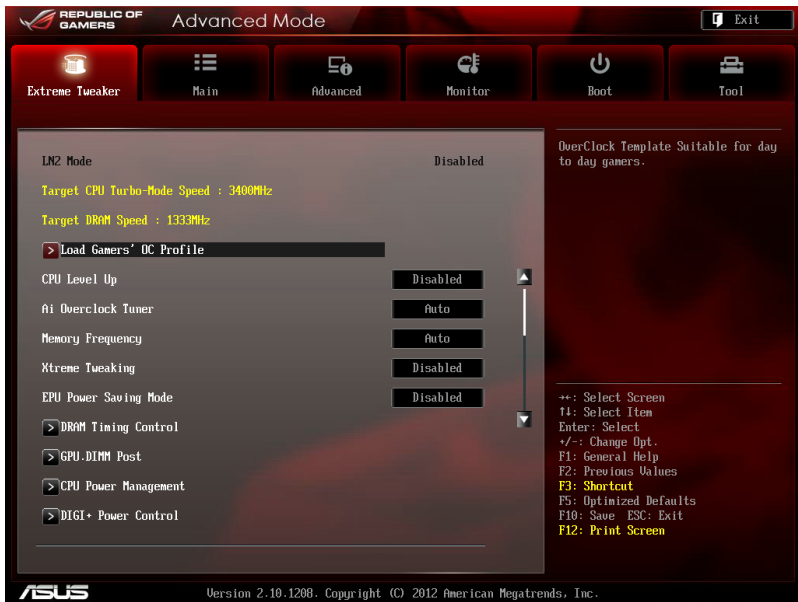 REPUBLIC OF
GAMERS
Advanced Mode
Exit
Extreme Tweaker
Main
Advanced
Monitor
Boot
Tool
LN2 Mode Disabled
Target CPU Turbo-Mode Speed : 3400MHz
Target DRAM Speed : 1333MHz
> Load Gamers' OC Profile
CPU Level Up Disabled
Ai Overclock Tuner Auto
Memory Frequency Auto
Xtreme Tweaking Disabled
EPU Power Saving Mode Disabled
> DRAM Timing Control
> GPU.DIMM Post
> CPU Power Management
> DIGI+ Power Control
OverClock Template Suitable for day
to day gamers.
→←: Select Screen
↑↓: Select Item
Enter: Select
+/-: Change Opt.
F1: General Help
F2: Previous Values
F3: Shortcut
F5: Optimized Defaults
F10: Save ESC: Exit
F12: Print Screen
ASUS
Version 2.10.1208. Copyright (C) 2012 American Megatrends, Inc.